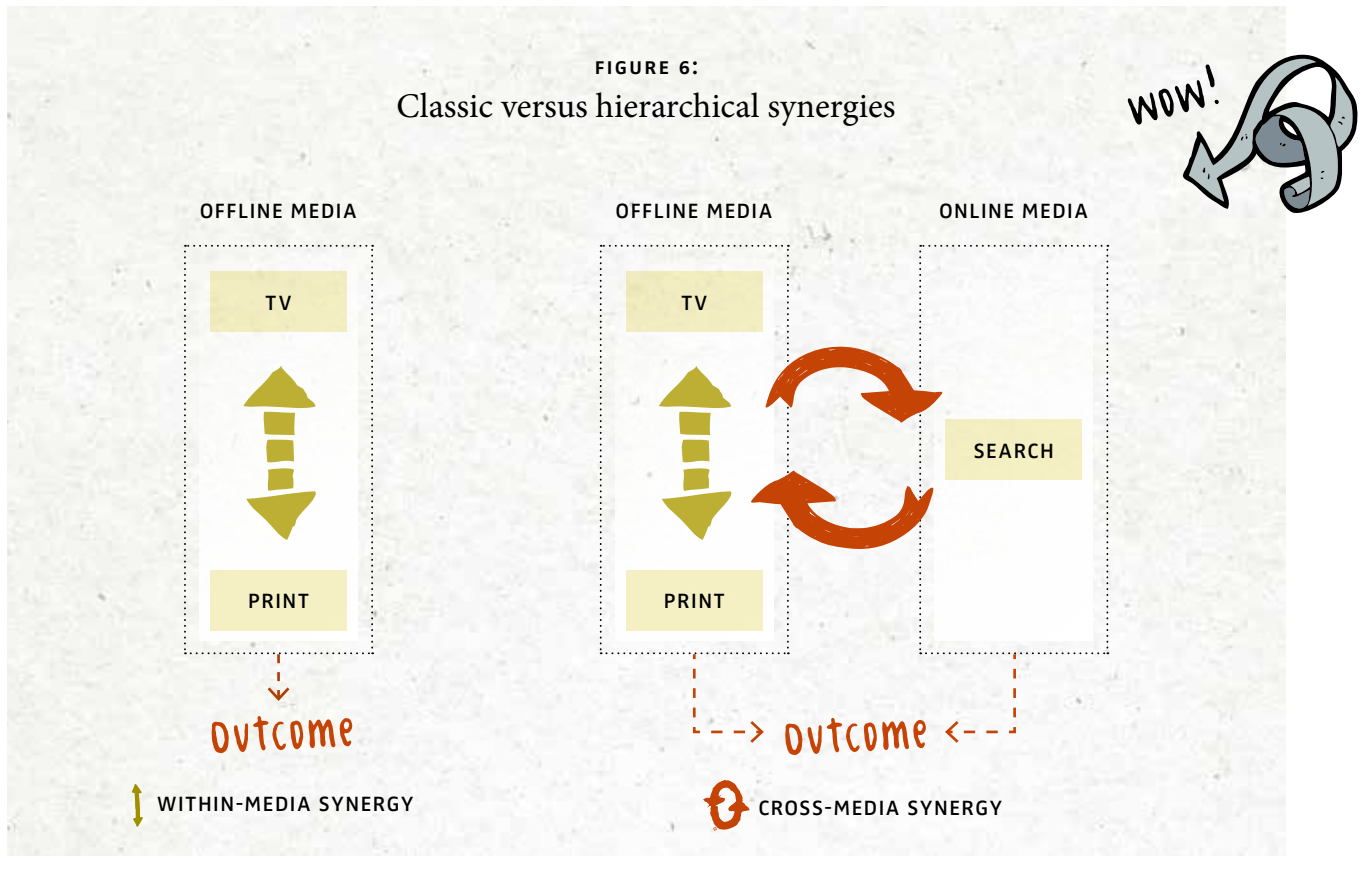 FIGURE 6:
Classic versus hierarchical synergies
WOW!
OFFLINE MEDIA
TV
PRINT
OUTCOME
OFFLINE MEDIA
ONLINE MEDIA
TV
SEARCH
PRINT
OUTCOME
WITHIN-MEDIA SYNERGY
CROSS-MEDIA SYNERGY